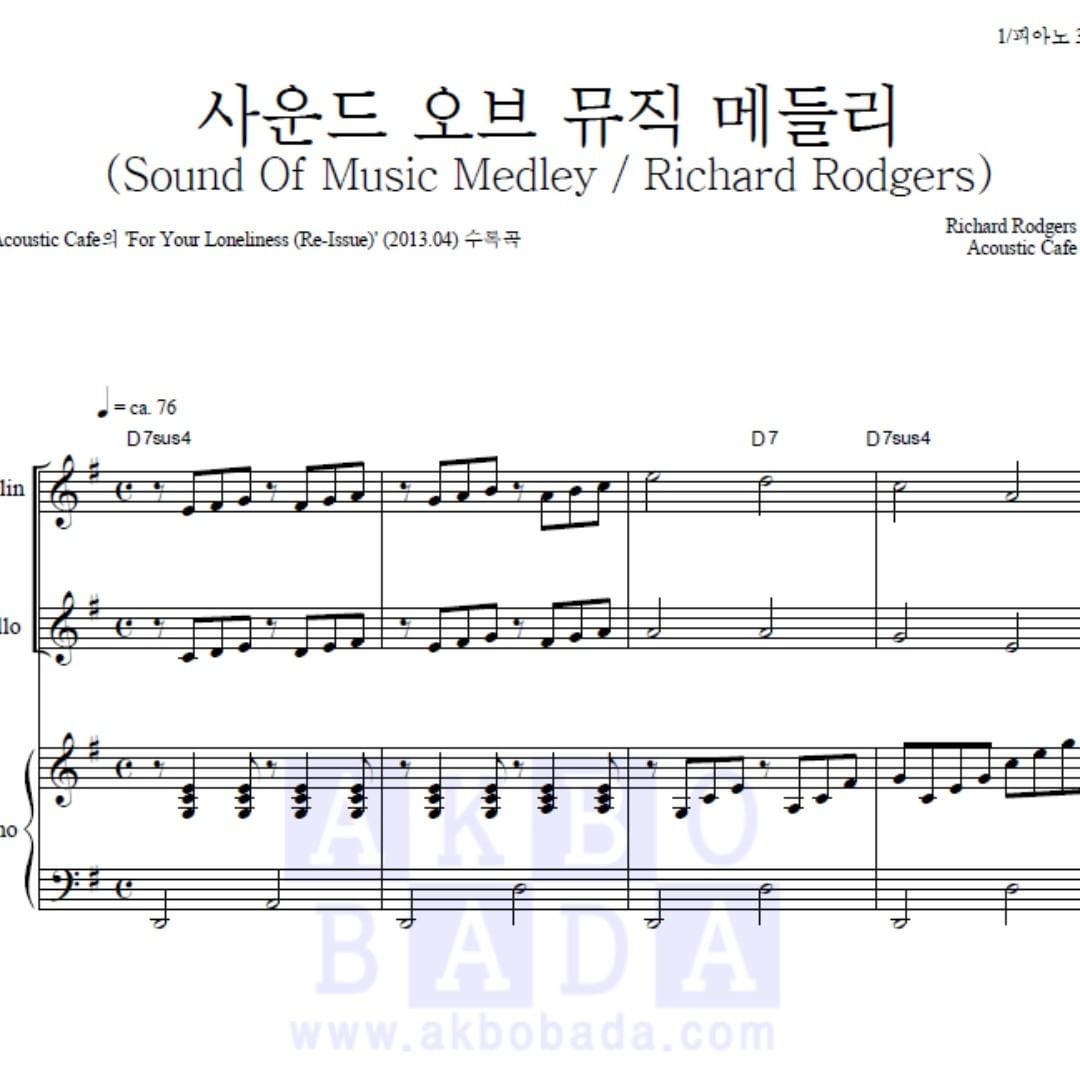 1/피아노 3
사운드 오브 뮤직 메들리
(Sound Of Music Medley / Richard Rodgers)
Acoustic Cafe의 'For Your Loneliness (Re-Issue)' (2013.04) 수록곡
Richard Rodgers
Acoustic Cafe
= ca. 76
D7sus4 D7 D7sus4
lin
llo
no
AKBO
BADA
www.akbobada.com